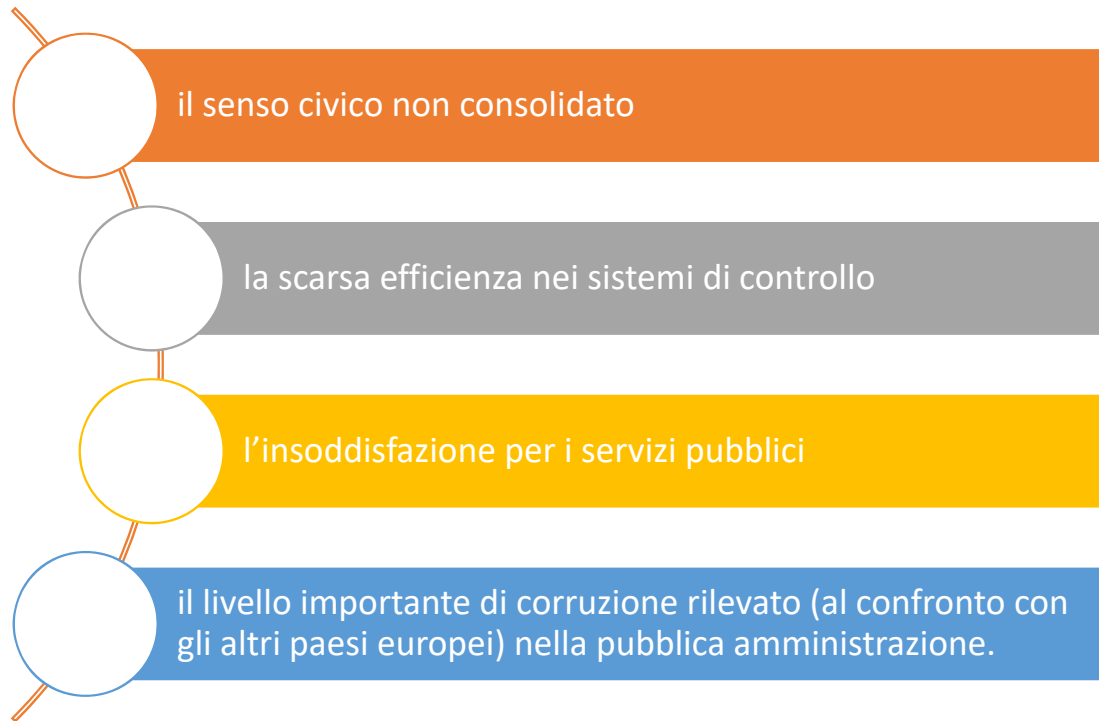 il senso civico non consolidato
la scarsa efficienza nei sistemi di controllo
l’insoddisfazione per i servizi pubblici
il livello importante di corruzione rilevato (al confronto con
gli altri paesi europei) nella pubblica amministrazione.